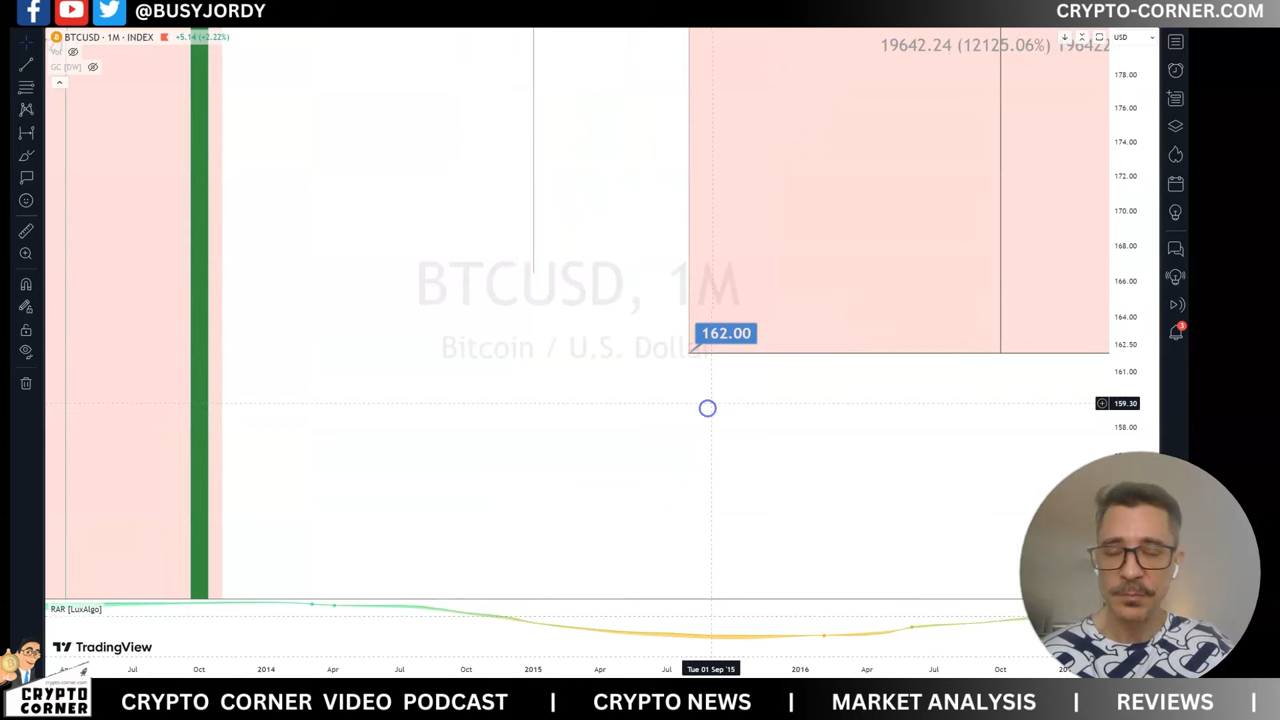 @BUSYJORDY
CRYPTO-CORNER.COM
BTCUSD · 1M · INDEX +5.14 (+2.22%)
Vol
GC [DW]
19642.24 (12125.06%)
USD
178.00
176.00
174.00
172.00
170.00
168.00
166.00
164.00
162.50
161.00
159.30
158.00
BTCUSD, 1M
Bitcoin / U.S. Dollar
162.00
3
RAR [LuxAlgo]
TradingView
Jul
Oct
2014
Apr
Jul
Oct
2015
Apr
Jul
Tue 01 Sep '15
2016
Apr
Jul
Oct
CRYPTO
CORNER
CRYPTO CORNER VIDEO PODCAST | CRYPTO NEWS | MARKET ANALYSIS | REVIEWS |